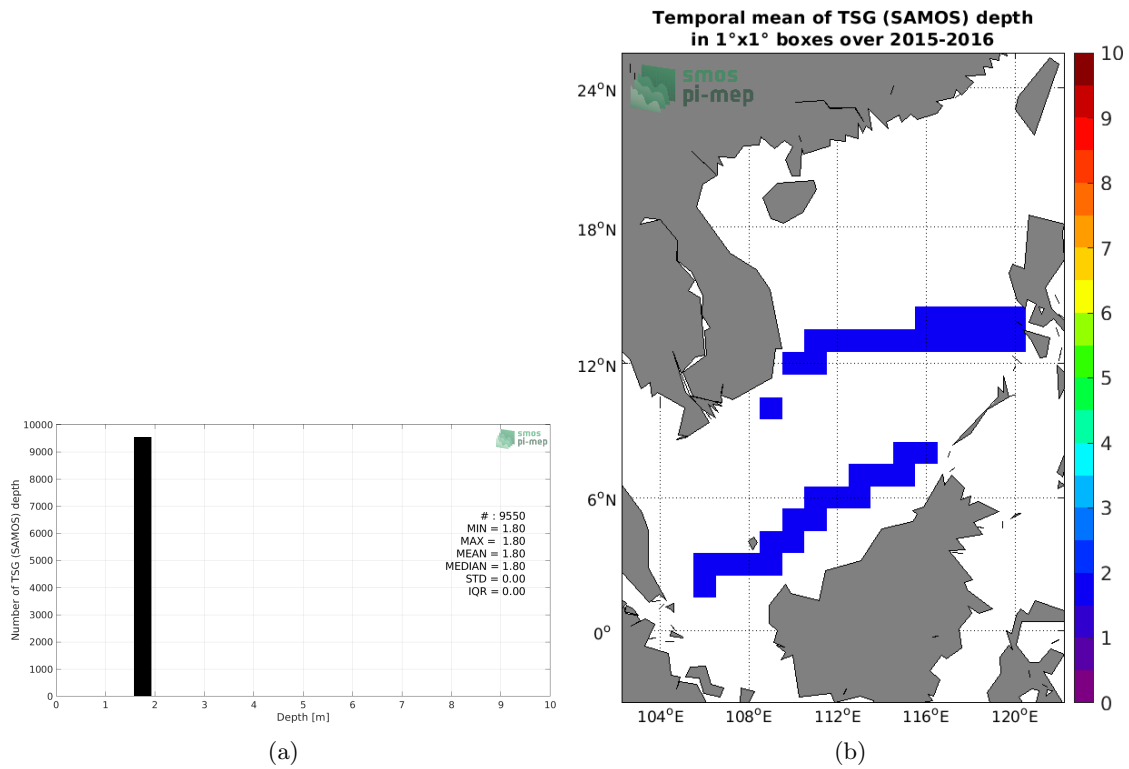 10000
9000
8000
7000
6000
5000
4000
3000
2000
1000
0
Number of TSG (SAMOS) depth
smos
pi-mep
# : 9550
MIN = 1.80
MAX = 1.80
MEAN = 1.80
MEDIAN = 1.80
STD = 0.00
IQR = 0.00
0 1 2 3 4 5 6 7 8 9 10
Depth [m]
(a)
Temporal mean of TSG (SAMOS) depth
in 1°x1° boxes over 2015-2016
smos
pi-mep
24°N
18°N
12°N
6°N
0°
104°E 108°E 112°E 116°E 120°E
10
9
8
7
6
5
4
3
2
1
0
(b)